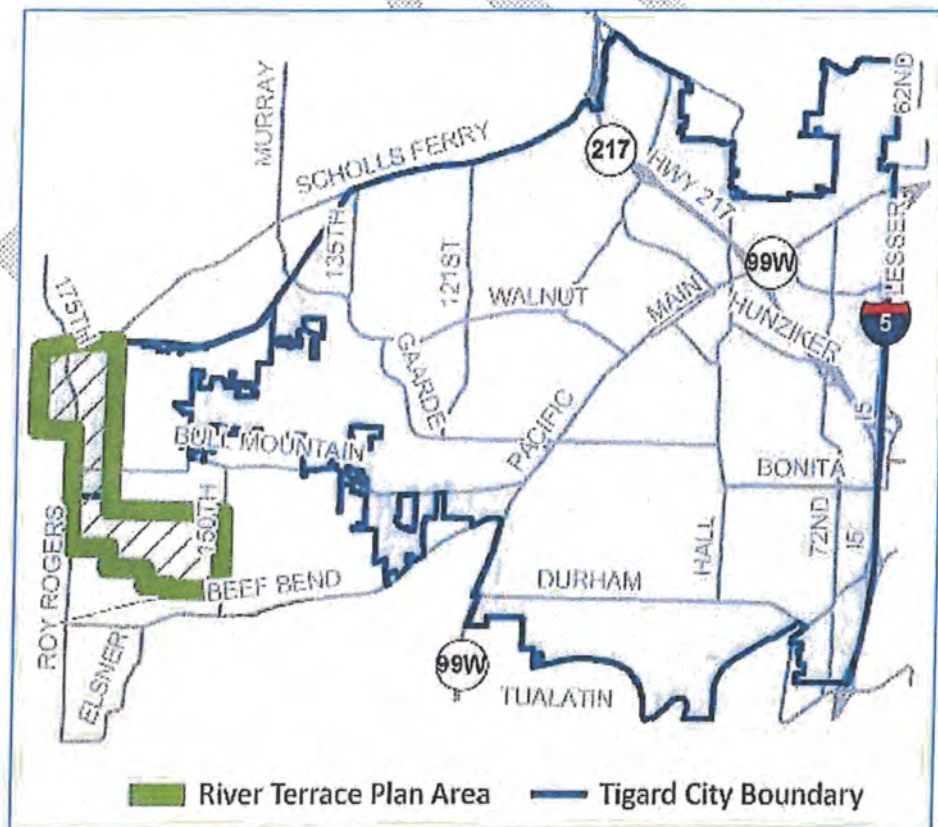 62ND
MURRAY
SCHOLLS FERRY
217
HWY 217
LESSER
135TH
121ST
99W
175TH
WALNUT
MAIN
HUNZIKER
5
GAARDE
I5
PACIFIC
BULL MOUNTAIN
BONITA
ROY ROGERS
150TH
HALL
72ND
I5
BEEF BEND
DURHAM
ELSNER
99W
TUALATIN
River Terrace Plan Area
Tigard City Boundary